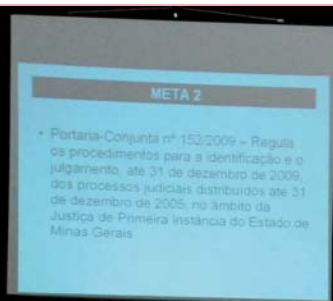 META 2
• Portaria-Conjunta nº 152/2009 – Regula
os procedimentos para a identificação e o
julgamento, até 31 de dezembro de 2009,
dos processos judiciais distribuídos até 31
de dezembro de 2005, no âmbito da
Justiça de Primeira Instância do Estado de
Minas Gerais